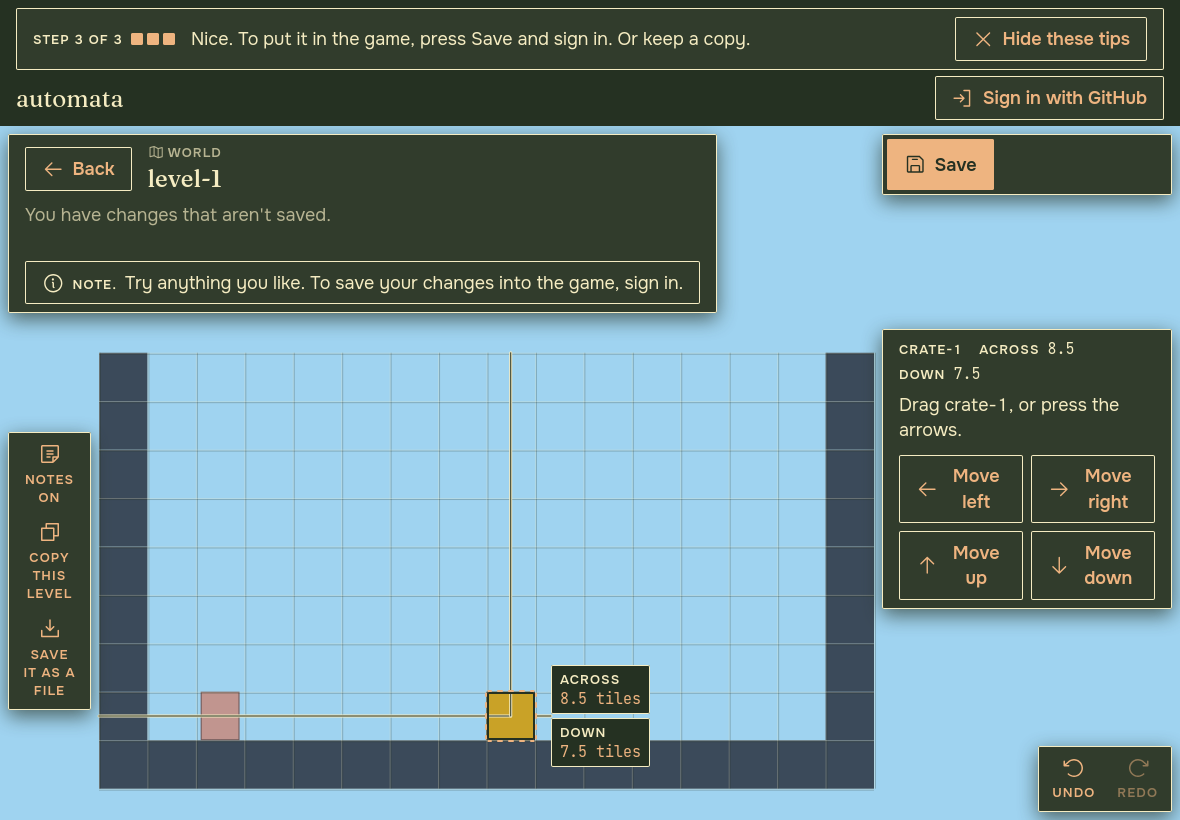 STEP 3 OF 3
Nice. To put it in the game, press Save and sign in. Or keep a copy.
Hide these tips
automata
Sign in with GitHub
Back
WORLD
level-1
You have changes that aren't saved.
NOTE. Try anything you like. To save your changes into the game, sign in.
Save
CRATE-1 ACROSS 8.5
DOWN 7.5
Drag crate-1, or press the
arrows.
Move
left
Move
right
Move
up
Move
down
NOTES
ON
COPY
THIS
LEVEL
SAVE
IT AS A
FILE
ACROSS
8.5 tiles
DOWN
7.5 tiles
UNDO
REDO